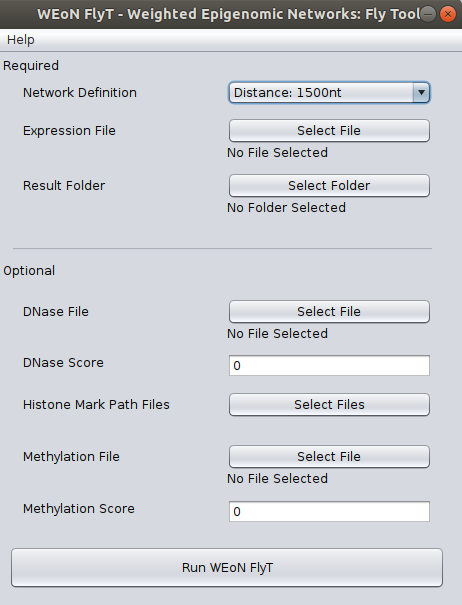 WEoN FlyT - Weighted Epigenomic Networks: Fly Tool
Help
Required
Network Definition Distance: 1500nt
Expression File Select File
No File Selected
Result Folder Select Folder
No Folder Selected
Optional
DNase File Select File
No File Selected
DNase Score 0
Histone Mark Path Files Select Files
Methylation File Select File
No File Selected
Methylation Score 0
Run WEoN FlyT